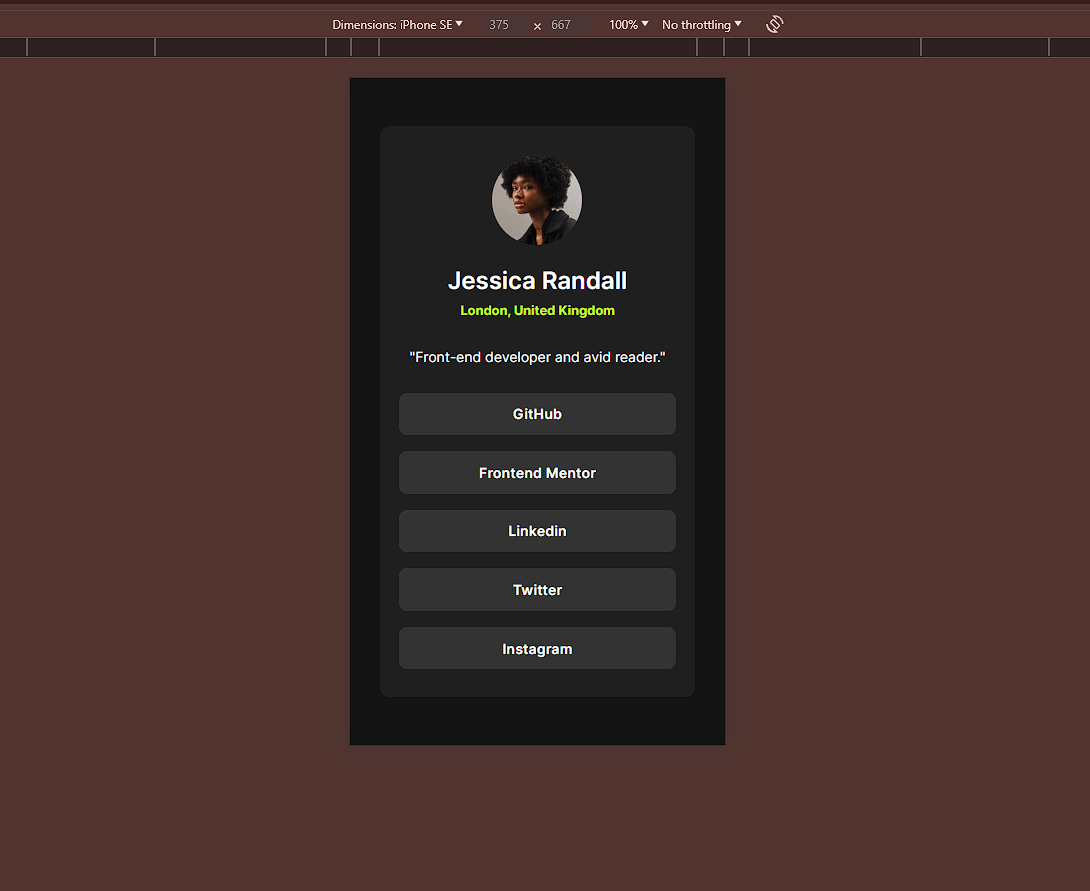 Dimensions: iPhone SE 375 × 667 100% No throttling
Jessica Randall
London, United Kingdom
"Front-end developer and avid reader."
GitHub
Frontend Mentor
Linkedin
Twitter
Instagram